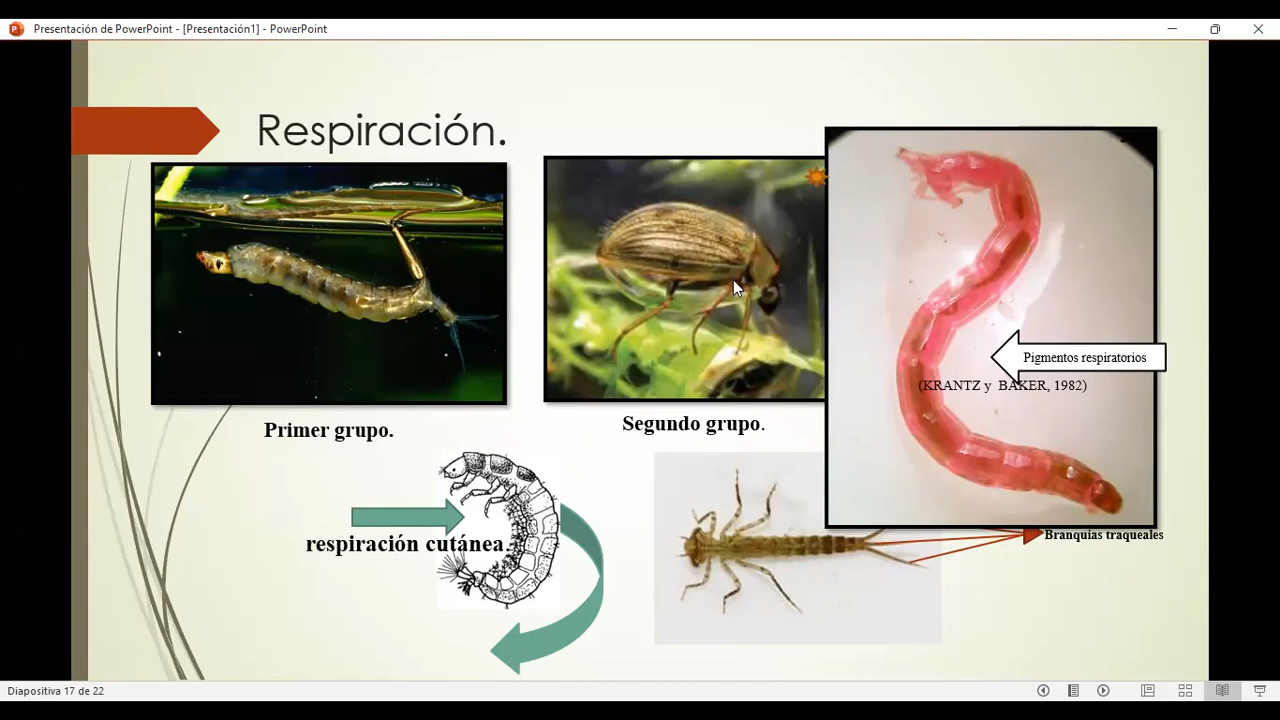 Presentación de PowerPoint - [Presentación1] - PowerPoint
Respiración.
Pigmentos respiratorios
(KRANTZ y BAKER, 1982)
Primer grupo.
Segundo grupo.
respiración cutánea.
Branquias traqueales
Diapositiva 17 de 22